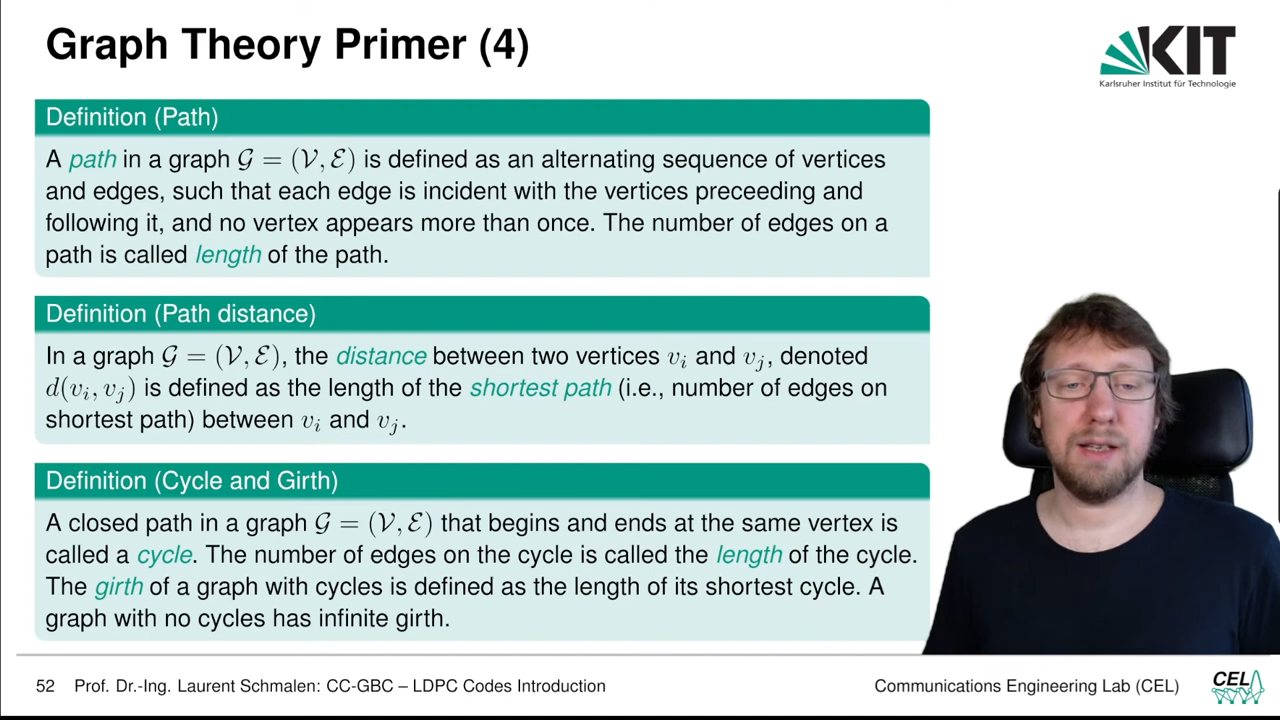 Graph Theory Primer (4)
KIT
Karlsruher Institut für Technologie
Definition (Path)
A path in a graph 𝒢 = (𝒱, ℰ) is defined as an alternating sequence of vertices
and edges, such that each edge is incident with the vertices preceeding and
following it, and no vertex appears more than once. The number of edges on a
path is called length of the path.
Definition (Path distance)
In a graph 𝒢 = (𝒱, ℰ), the distance between two vertices v_i and v_j, denoted
d(v_i, v_j) is defined as the length of the shortest path (i.e., number of edges on
shortest path) between v_i and v_j.
Definition (Cycle and Girth)
A closed path in a graph 𝒢 = (𝒱, ℰ) that begins and ends at the same vertex is
called a cycle. The number of edges on the cycle is called the length of the cycle.
The girth of a graph with cycles is defined as the length of its shortest cycle. A
graph with no cycles has infinite girth.
52 Prof. Dr.-Ing. Laurent Schmalen: CC-GBC – LDPC Codes Introduction
Communications Engineering Lab (CEL)
CEL